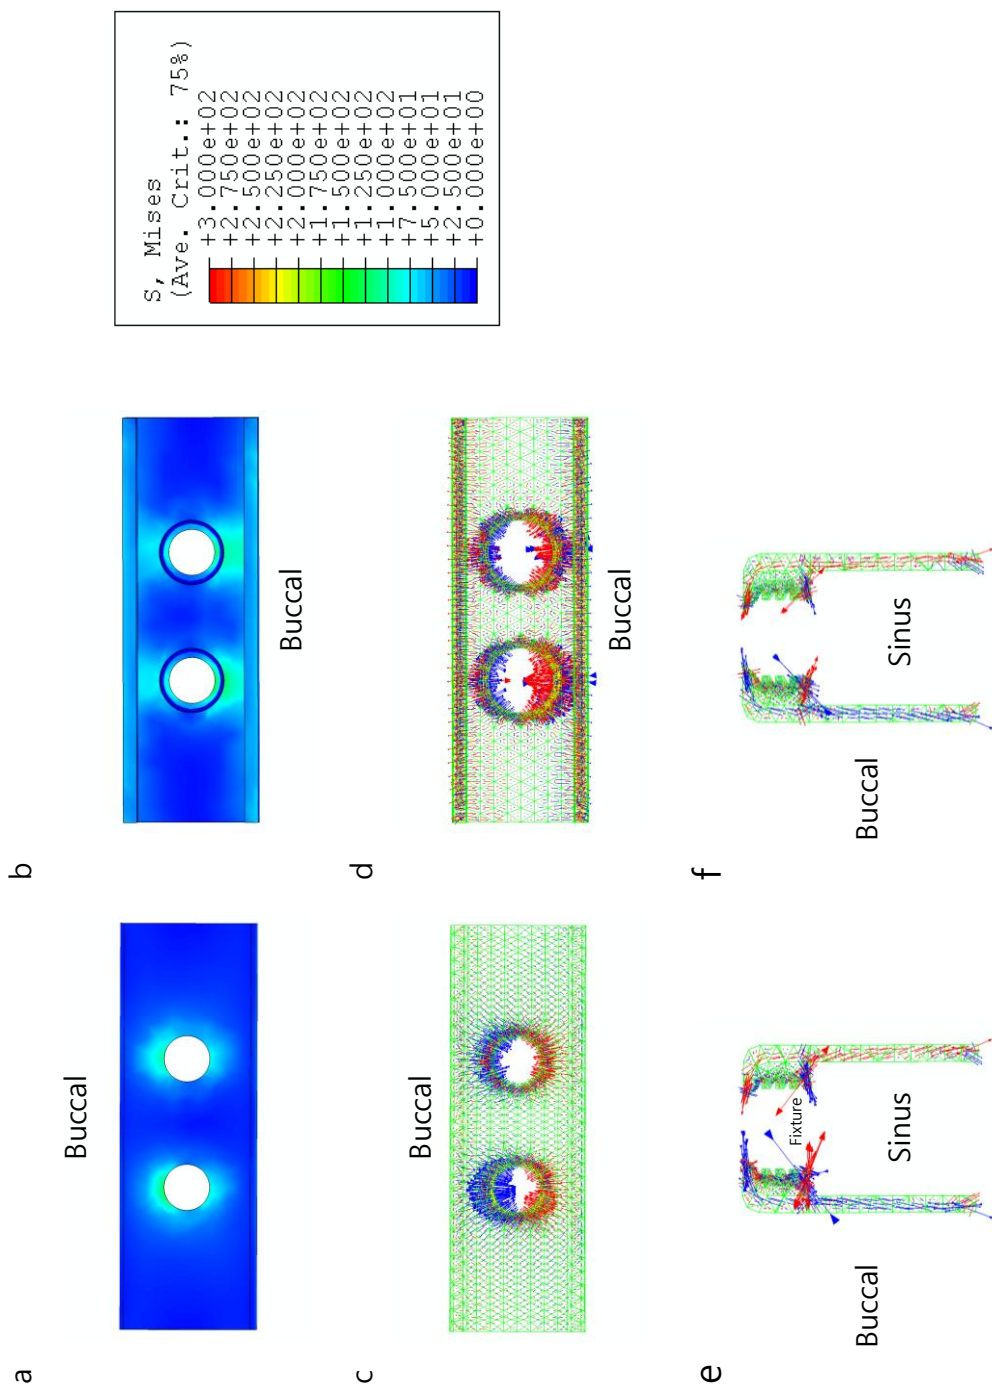 S, Mises
(Ave. Crit.: 75%)
+3.000e+02
+2.750e+02
+2.500e+02
+2.250e+02
+2.000e+02
+1.750e+02
+1.500e+02
+1.250e+02
+1.000e+02
+7.500e+01
+5.000e+01
+2.500e+01
+0.000e+00
a
Buccal
b
Buccal
c
Buccal
d
Buccal
e
Buccal
Fixture
Sinus
f
Buccal
Sinus